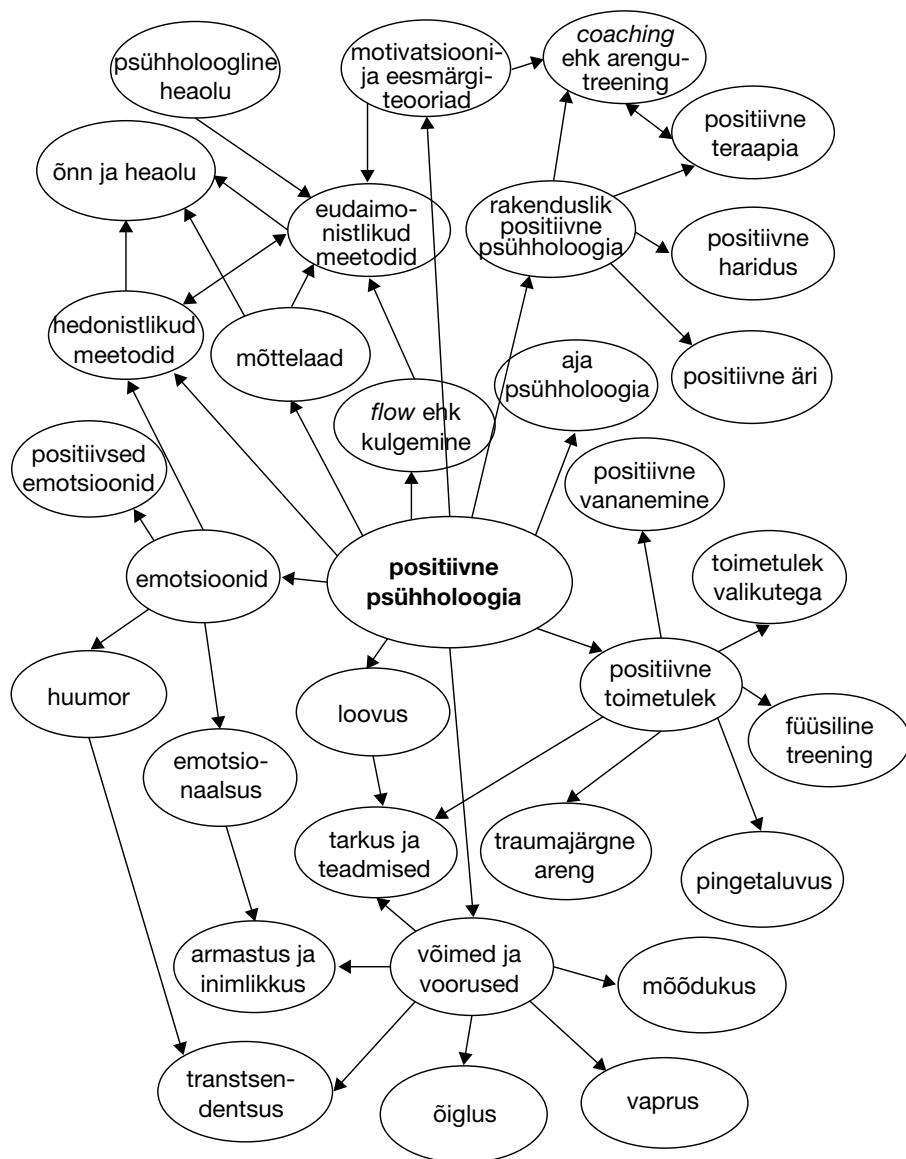 psühholoogline
heaolu
motivatsiooni-
ja eesmärgi-
teooriad
coaching
ehk arengu-
treening
positiivne
teraapia
õnn ja heaolu
eudaimo-
nistlikud
meetodid
rakenduslik
positiivne
psühholoogia
positiivne
haridus
hedonistlikud
meetodid
mõttelaad
aja
psühholoogia
positiivne äri
flow ehk
kulgemine
positiivsed
emotsioonid
positiivne
vananemine
emotsioonid
positiivne
psühholoogia
toimetulek
valikutega
huumor
loovus
positiivne
toimetulek
füüsiline
treening
emotsio-
naalsus
tarkus ja
teadmised
traumajärgne
areng
pingetaluvus
armastus ja
inimlikkus
võimed ja
voorused
mõõdukus
transtsen-
dentsus
õiglus
vaprus